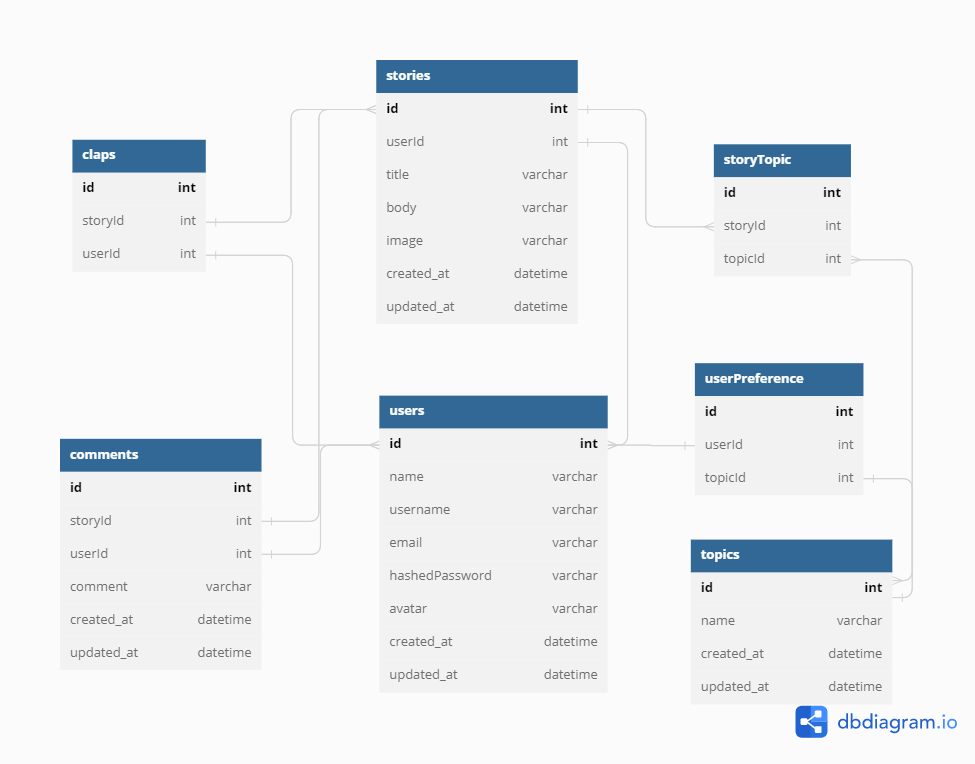 stories
id int
userId int
title varchar
body varchar
image varchar
created_at datetime
updated_at datetime
claps
id int
storyId int
userId int
storyTopic
id int
storyId int
topicId int
userPreference
id int
userId int
topicId int
users
id int
name varchar
username varchar
email varchar
hashedPassword varchar
avatar varchar
created_at datetime
updated_at datetime
comments
id int
storyId int
userId int
comment varchar
created_at datetime
updated_at datetime
topics
id int
name varchar
created_at datetime
updated_at datetime
dbdiagram.io